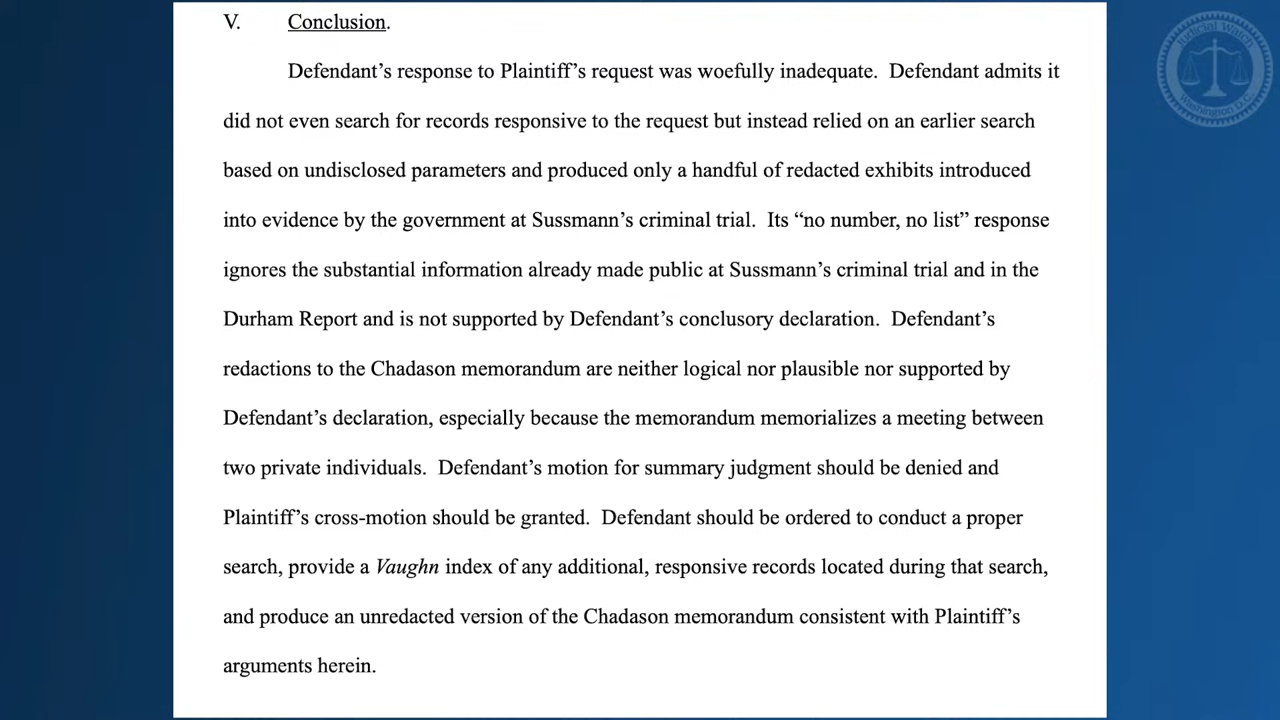 V. Conclusion.
Defendant’s response to Plaintiff’s request was woefully inadequate. Defendant admits it
did not even search for records responsive to the request but instead relied on an earlier search
based on undisclosed parameters and produced only a handful of redacted exhibits introduced
into evidence by the government at Sussmann’s criminal trial. Its “no number, no list” response
ignores the substantial information already made public at Sussmann’s criminal trial and in the
Durham Report and is not supported by Defendant’s conclusory declaration. Defendant’s
redactions to the Chadason memorandum are neither logical nor plausible nor supported by
Defendant’s declaration, especially because the memorandum memorializes a meeting between
two private individuals. Defendant’s motion for summary judgment should be denied and
Plaintiff’s cross-motion should be granted. Defendant should be ordered to conduct a proper
search, provide a Vaughn index of any additional, responsive records located during that search,
and produce an unredacted version of the Chadason memorandum consistent with Plaintiff’s
arguments herein.
Judicial Watch
Washington, D.C.